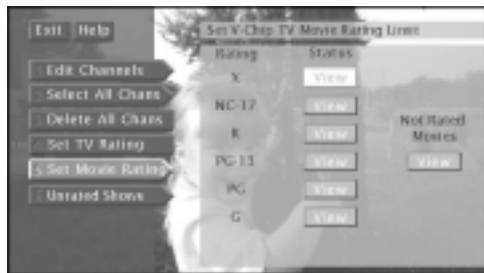 Exit Help
Edit Channels
Select All Chans
Delete All Chans
Set TV Rating
Set Movie Rating
Unrated Shows
Set V-Chip TV Movie Rating Limit
Rating Status
X View
NC-17 View
R View
PG-13 View
PG View
G View
Not Rated
Movies
View